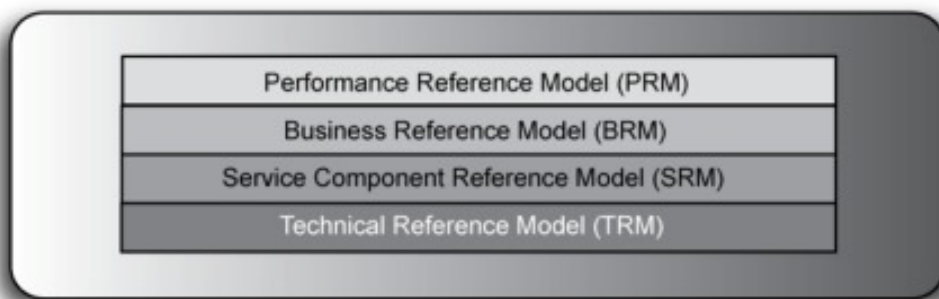 Performance Reference Model (PRM)
Business Reference Model (BRM)
Service Component Reference Model (SRM)
Technical Reference Model (TRM)